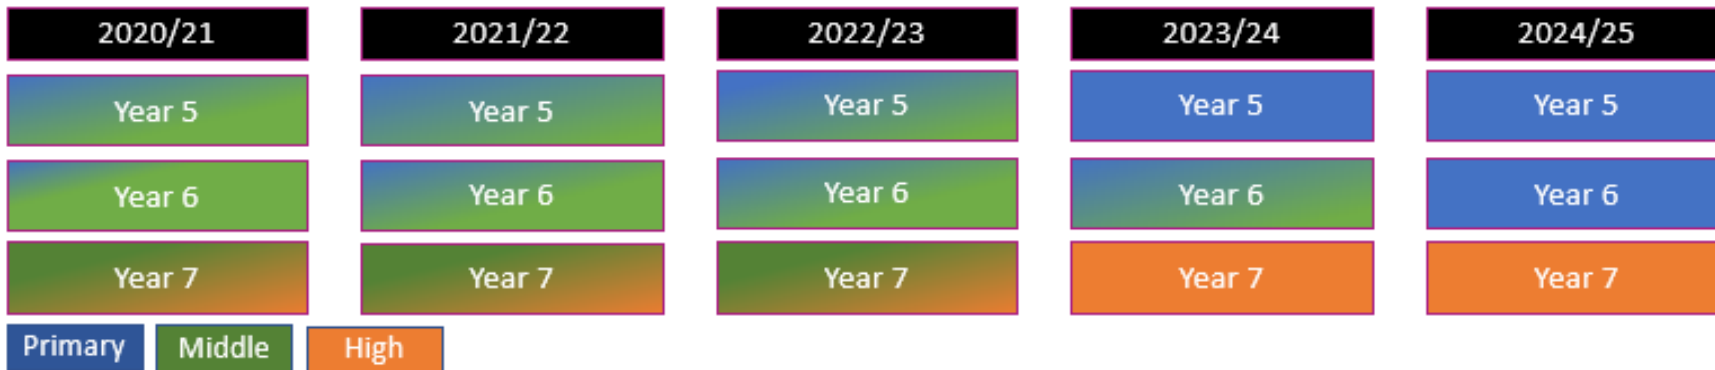 2020/21 2021/22 2022/23 2023/24 2024/25
Year 5 Year 5 Year 5 Year 5 Year 5
Year 6 Year 6 Year 6 Year 6 Year 6
Year 7 Year 7 Year 7 Year 7 Year 7
Primary Middle High